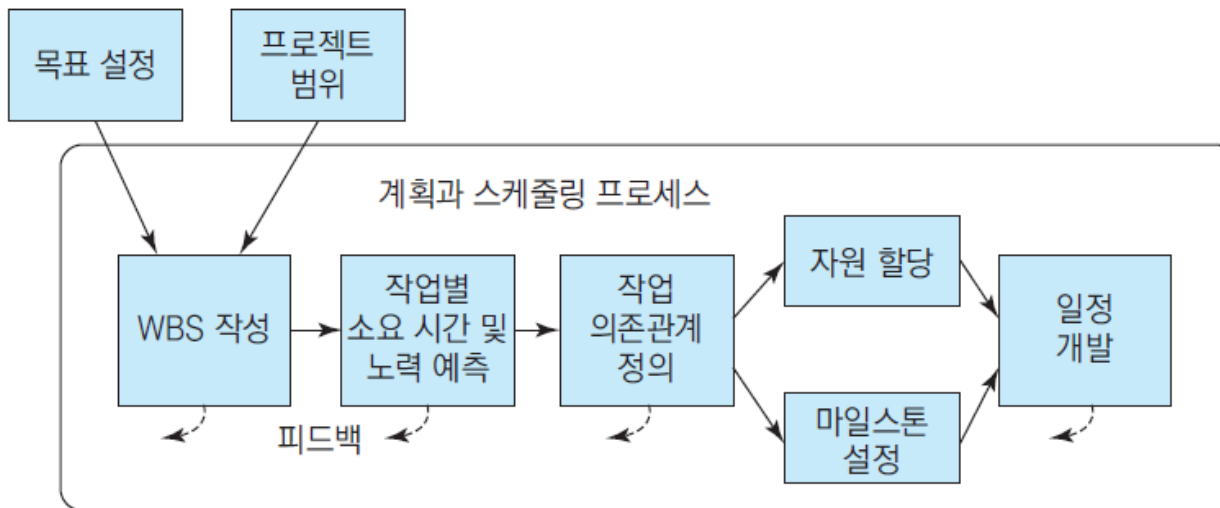 목표 설정
프로젝트
범위
계획과 스케줄링 프로세스
WBS 작성
작업별
소요 시간 및
노력 예측
작업
의존관계
정의
자원 할당
마일스톤
설정
일정
개발
피드백